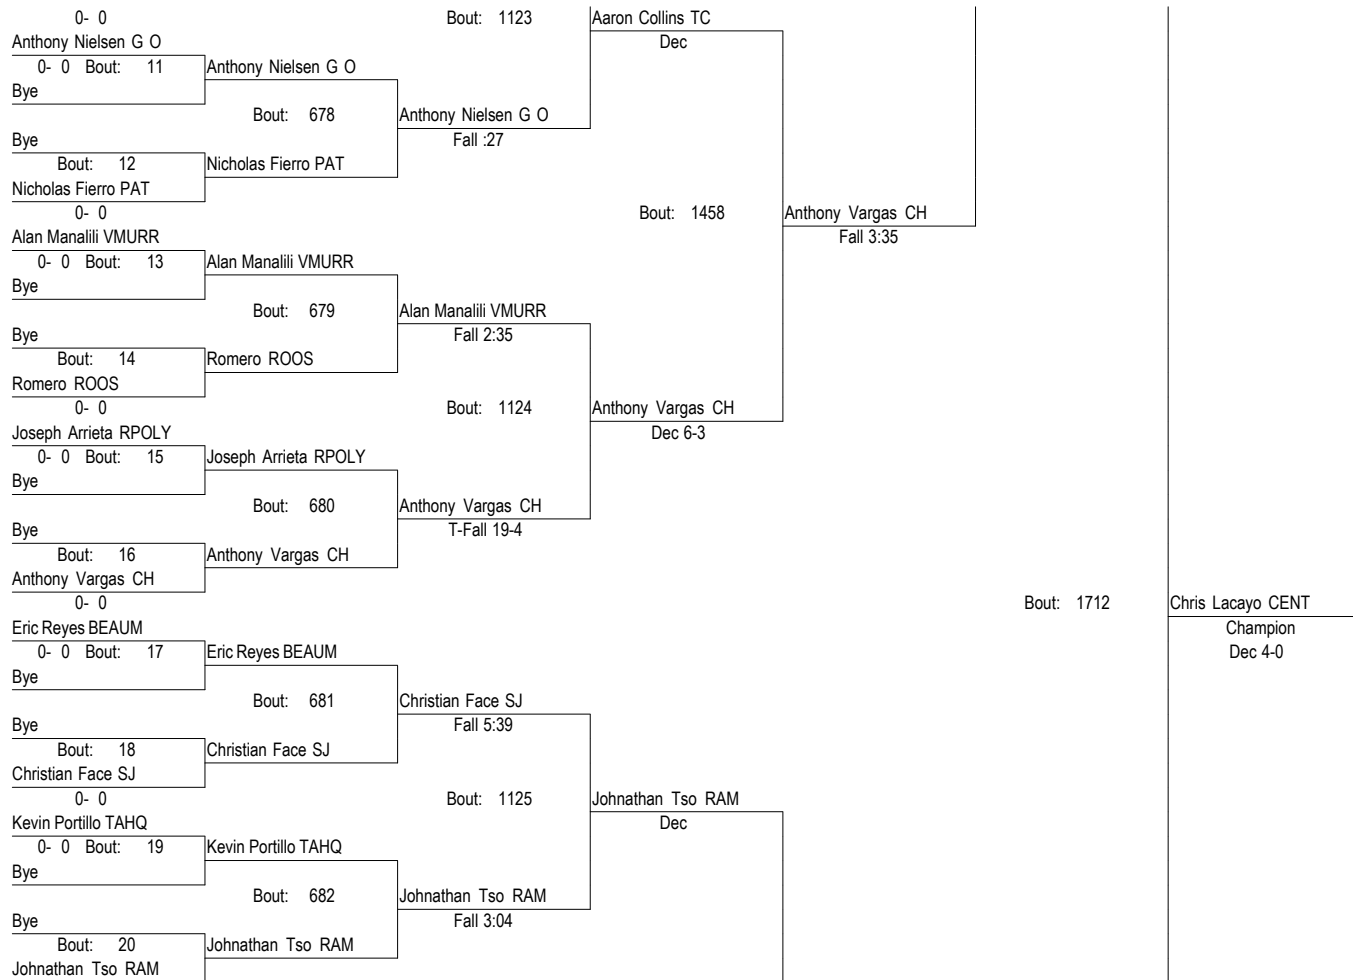 0- 0 Bout: 1123 Aaron Collins TC
Anthony Nielsen G O Dec
0- 0 Bout: 11 Anthony Nielsen G O
Bye
Bout: 678 Anthony Nielsen G O
Bye Fall :27
Bout: 12 Nicholas Fierro PAT
Nicholas Fierro PAT
0- 0 Bout: 1458 Anthony Vargas CH
Alan Manalili VMURR Fall 3:35
0- 0 Bout: 13 Alan Manalili VMURR
Bye
Bout: 679 Alan Manalili VMURR
Bye Fall 2:35
Bout: 14 Romero ROOS
Romero ROOS
0- 0 Bout: 1124 Anthony Vargas CH
Joseph Arrieta RPOLY Dec 6-3
0- 0 Bout: 15 Joseph Arrieta RPOLY
Bye
Bout: 680 Anthony Vargas CH
Bye T-Fall 19-4
Bout: 16 Anthony Vargas CH
Anthony Vargas CH
0- 0 Bout: 1712 Chris Lacayo CENT
Eric Reyes BEAUM Champion
0- 0 Bout: 17 Eric Reyes BEAUM Dec 4-0
Bye
Bout: 681 Christian Face SJ
Bye Fall 5:39
Bout: 18 Christian Face SJ
Christian Face SJ
0- 0 Bout: 1125 Johnathan Tso RAM
Kevin Portillo TAHQ Dec
0- 0 Bout: 19 Kevin Portillo TAHQ
Bye
Bout: 682 Johnathan Tso RAM
Bye Fall 3:04
Bout: 20 Johnathan Tso RAM
Johnathan Tso RAM